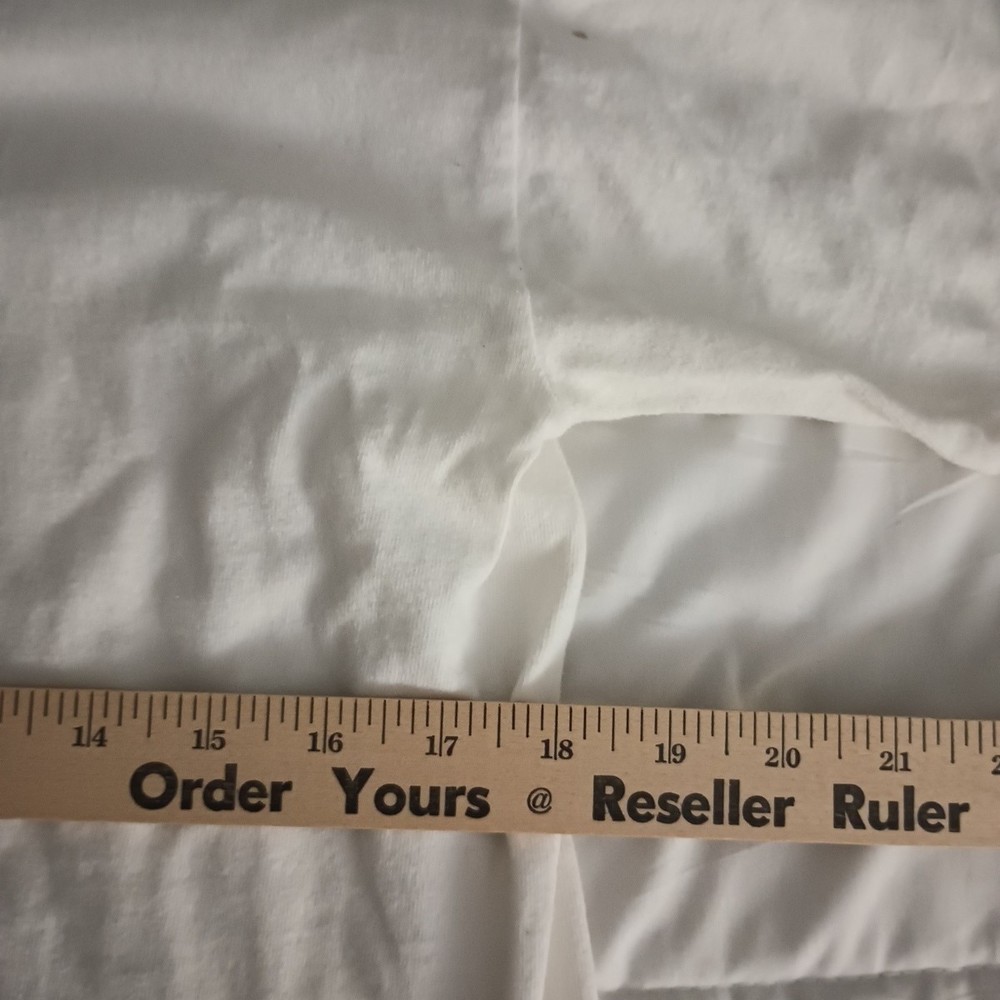 14 15 16 17 18 19 20 21
Order Yours @ Reseller Ruler